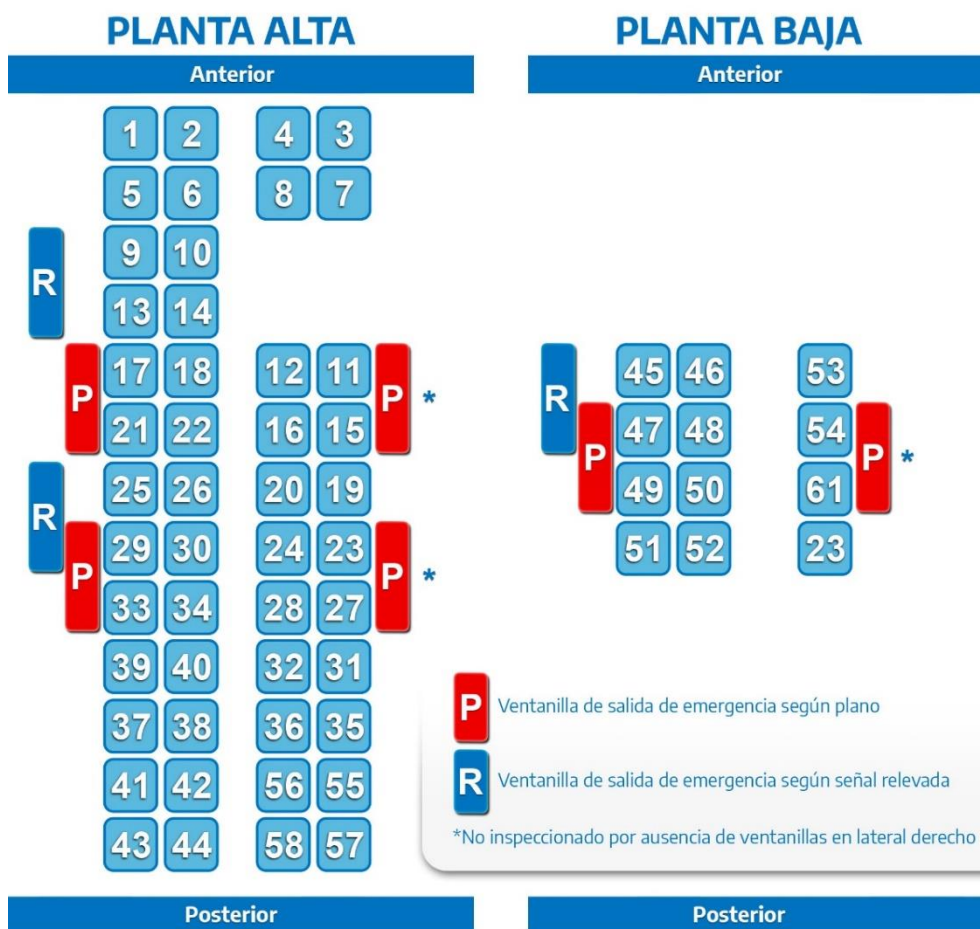 PLANTA ALTA
Anterior
1 2 4 3
5 6 8 7
R 9 10
13 14
P 17 18 12 11 P *
21 22 16 15
R 25 26 20 19
P 29 30 24 23 P *
33 34 28 27
39 40 32 31
37 38 36 35
41 42 56 55
43 44 58 57
Posterior
PLANTA BAJA
Anterior
R 45 46 53
P 47 48 54 P *
49 50 61
51 52 23
P Ventanilla de salida de emergencia según plano
R Ventanilla de salida de emergencia según señal relevada
*No inspeccionado por ausencia de ventanillas en lateral derecho
Posterior